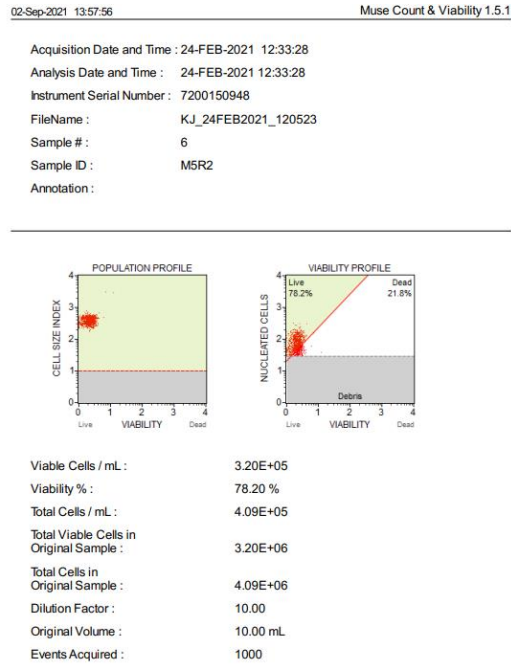 02-Sep-2021 13:57:56 Muse Count & Viability 1.5.1
Acquisition Date and Time : 24-FEB-2021 12:33:28
Analysis Date and Time : 24-FEB-2021 12:33:28
Instrument Serial Number : 7200150948
FileName : KJ_24FEB2021_120523
Sample # : 6
Sample ID : M5R2
Annotation :
POPULATION PROFILE
4
3
2
1
0
CELL SIZE INDEX
0 1 2 3 4
Live VIABILITY Dead
VIABILITY PROFILE
Live 78.2%
Dead 21.8%
4
3
2
1
0
NUCLEATED CELLS
Debris
0 1 2 3 4
Live VIABILITY Dead
Viable Cells / mL : 3.20E+05
Viability % : 78.20 %
Total Cells / mL : 4.09E+05
Total Viable Cells in
Original Sample : 3.20E+06
Total Cells in
Original Sample : 4.09E+06
Dilution Factor : 10.00
Original Volume : 10.00 mL
Events Acquired : 1000